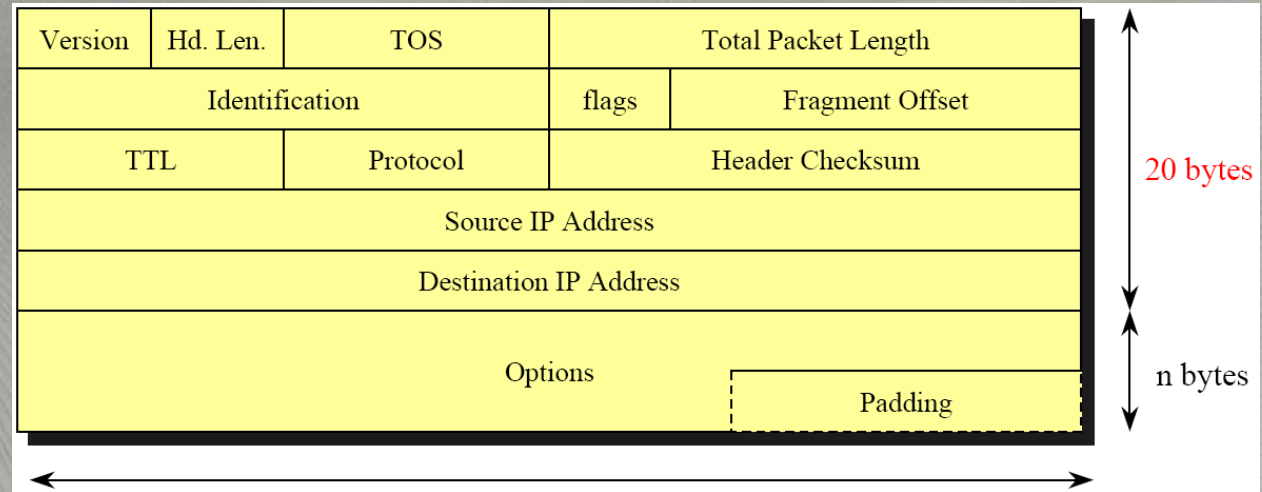 Version Hd. Len. TOS Total Packet Length
Identification flags Fragment Offset
TTL Protocol Header Checksum
20 bytes
Source IP Address
Destination IP Address
Options
n bytes
Padding